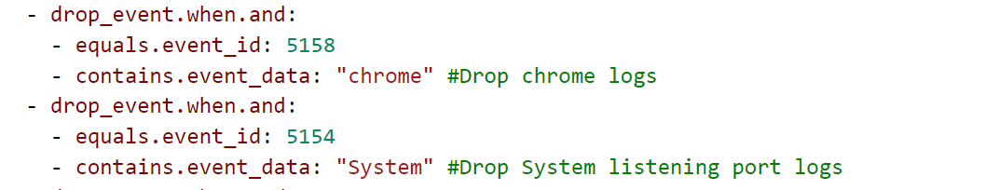 - drop_event.when.and:
- equals.event_id: 5158
- contains.event_data: "chrome" #Drop chrome logs
- drop_event.when.and:
- equals.event_id: 5154
- contains.event_data: "System" #Drop System listening port logs